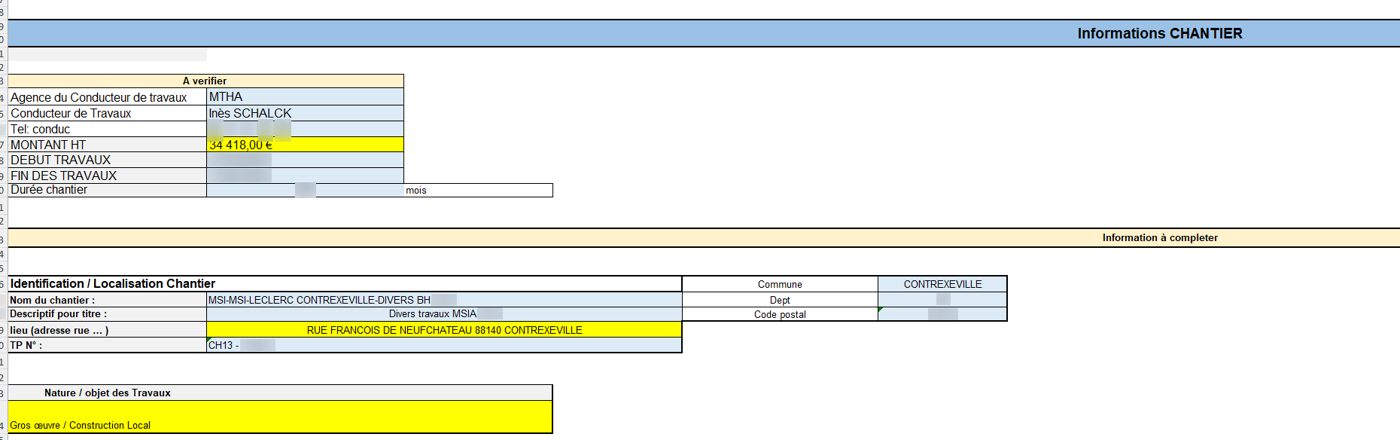 Informations CHANTIER
A verifier
Agence du Conducteur de travaux MTHA
Conducteur de Travaux Inès SCHALCK
Tel: conduc
MONTANT HT 34 418,00 €
DEBUT TRAVAUX
FIN DES TRAVAUX
Durée chantier mois
Information à completer
Identification / Localisation Chantier Commune CONTREXEVILLE
Nom du chantier : MSI-MSI-LECLERC CONTREXEVILLE-DIVERS BH Dept
Descriptif pour titre : Divers travaux MSIA Code postal
lieu (adresse rue ... ) RUE FRANCOIS DE NEUFCHATEAU 88140 CONTREXEVILLE
TP N° : CH13 -
Nature / objet des Travaux
Gros œuvre / Construction Local